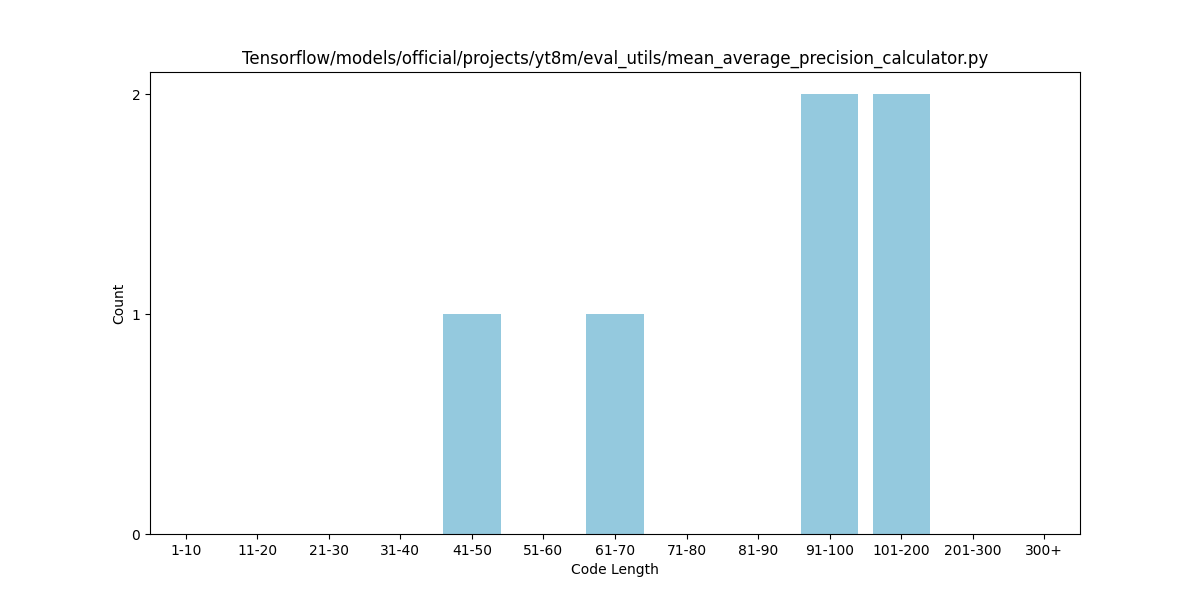 Tensorflow/models/official/projects/yt8m/eval_utils/mean_average_precision_calculator.py
2
1
0
Count
1-10 11-20 21-30 31-40 41-50 51-60 61-70 71-80 81-90 91-100 101-200 201-300 300+
Code Length